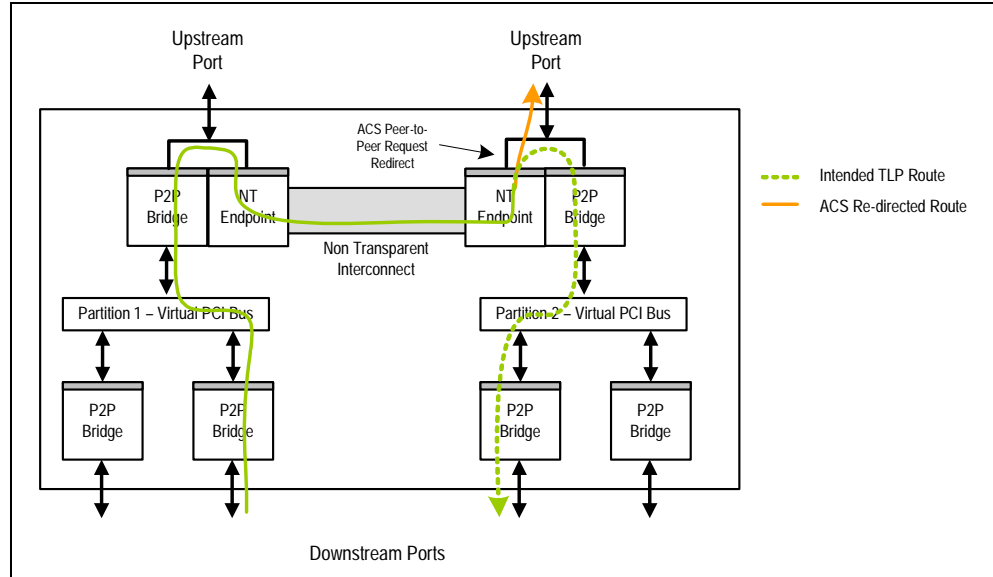 Upstream
Port
Upstream
Port
ACS Peer-to-
Peer Request
Redirect
P2P
Bridge
NT
Endpoint
NT
Endpoint
P2P
Bridge
Non Transparent
Interconnect
Intended TLP Route
ACS Re-directed Route
Partition 1 – Virtual PCI Bus
Partition 2 – Virtual PCI Bus
P2P
Bridge
P2P
Bridge
P2P
Bridge
P2P
Bridge
Downstream Ports